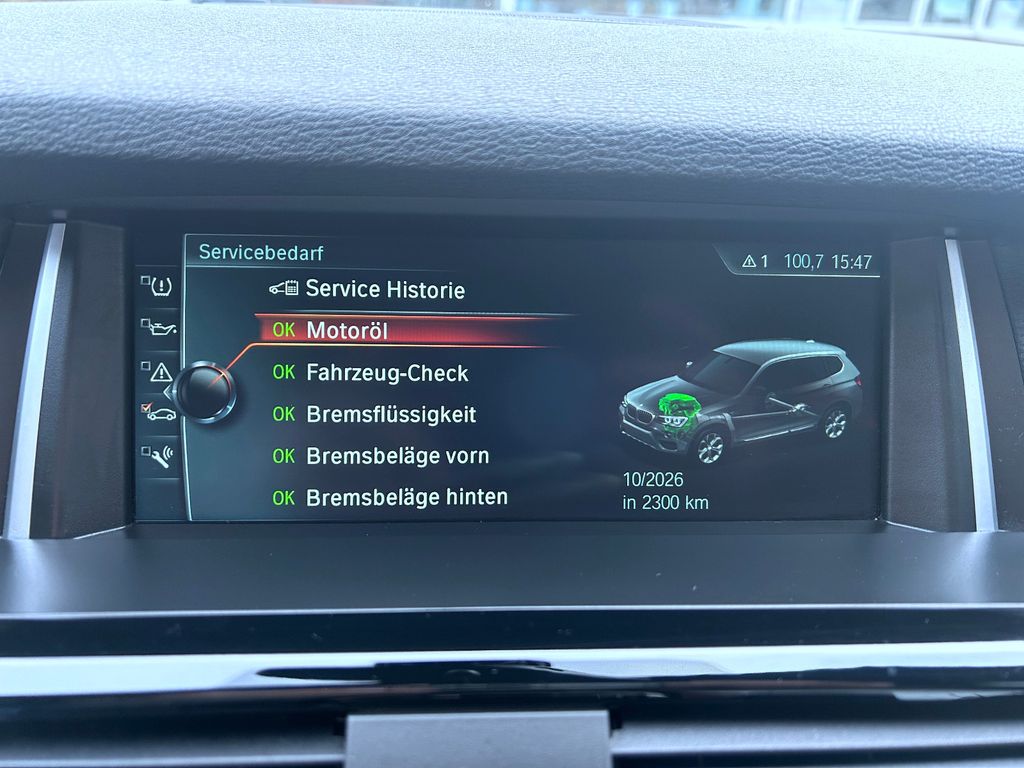 Servicebedarf
1 100,7 15:47
Service Historie
OK Motoröl
OK Fahrzeug-Check
OK Bremsflüssigkeit
OK Bremsbeläge vorn
OK Bremsbeläge hinten
10/2026
in 2300 km